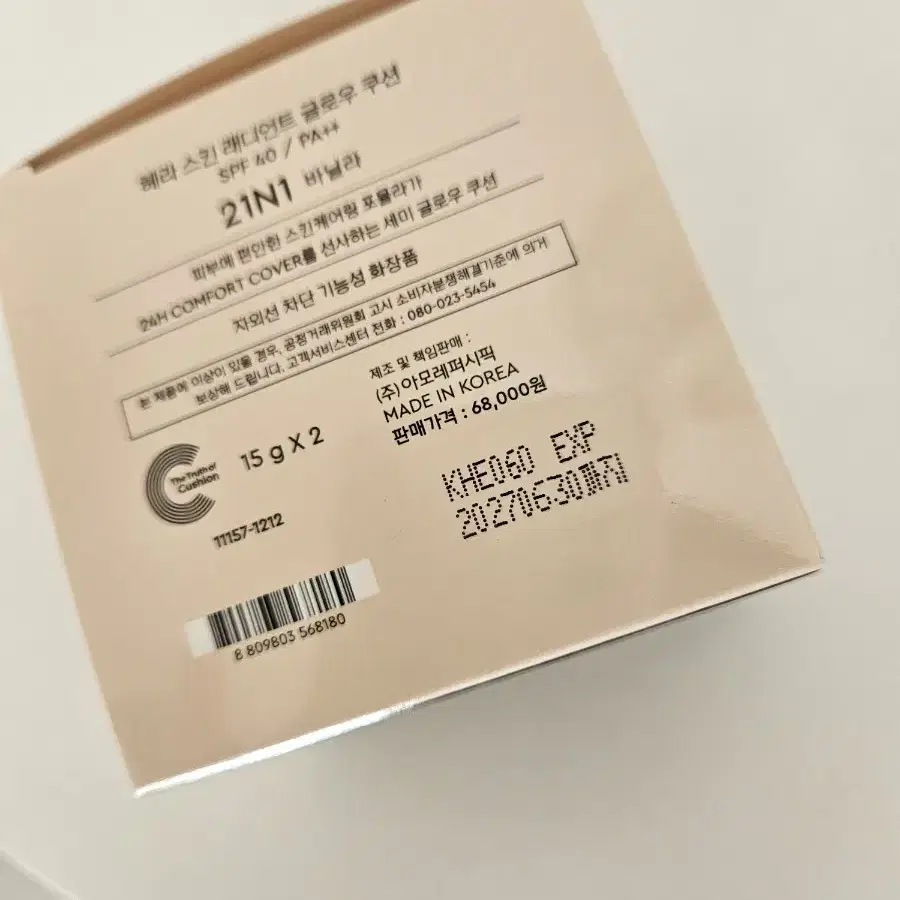 헤라 스킨 래디언트 글로우 쿠션
SPF 40 / PA++
21N1 바닐라
피부에 편안한 스킨케어링 포뮬라가
24H COMFORT COVER를 선사하는 세미 글로우 쿠션
자외선 차단 기능성 화장품
본 제품에 이상이 있을 경우, 공정거래위원회 고시 소비자분쟁해결기준에 의거
보상해 드립니다. 고객서비스센터 전화 : 080-023-5454
The Truth of
Cushion
15 g X 2
제조 및 책임판매 :
(주)아모레퍼시픽
MADE IN KOREA
판매가격 : 68,000원
KHE060 EXP
20270630까지
11157-1212
8 809803 568180